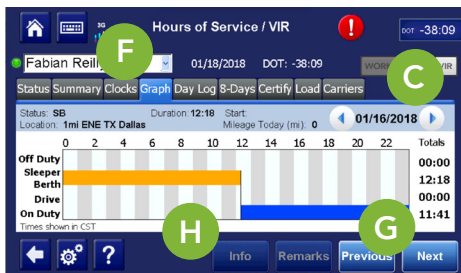 3G Hours of Service / VIR ! DOT -38:09
F
Fabian Reill 01/18/2018 DOT: -38:09 WOR VIR
C
Status Summary Clocks Graph Day Log 8-Days Certify Load Carriers
Status: SB Duration: 12:18 Start:
Location: 1mi ENE TX Dallas Mileage Today (mi): 0 01/16/2018
0 2 4 6 8 10 12 14 16 18 20 22 Totals
Off Duty 00:00
Sleeper
Berth 12:18
Drive 00:00
On Duty 11:41
Times shown in CST
H
G
? Info Remarks Previous Next